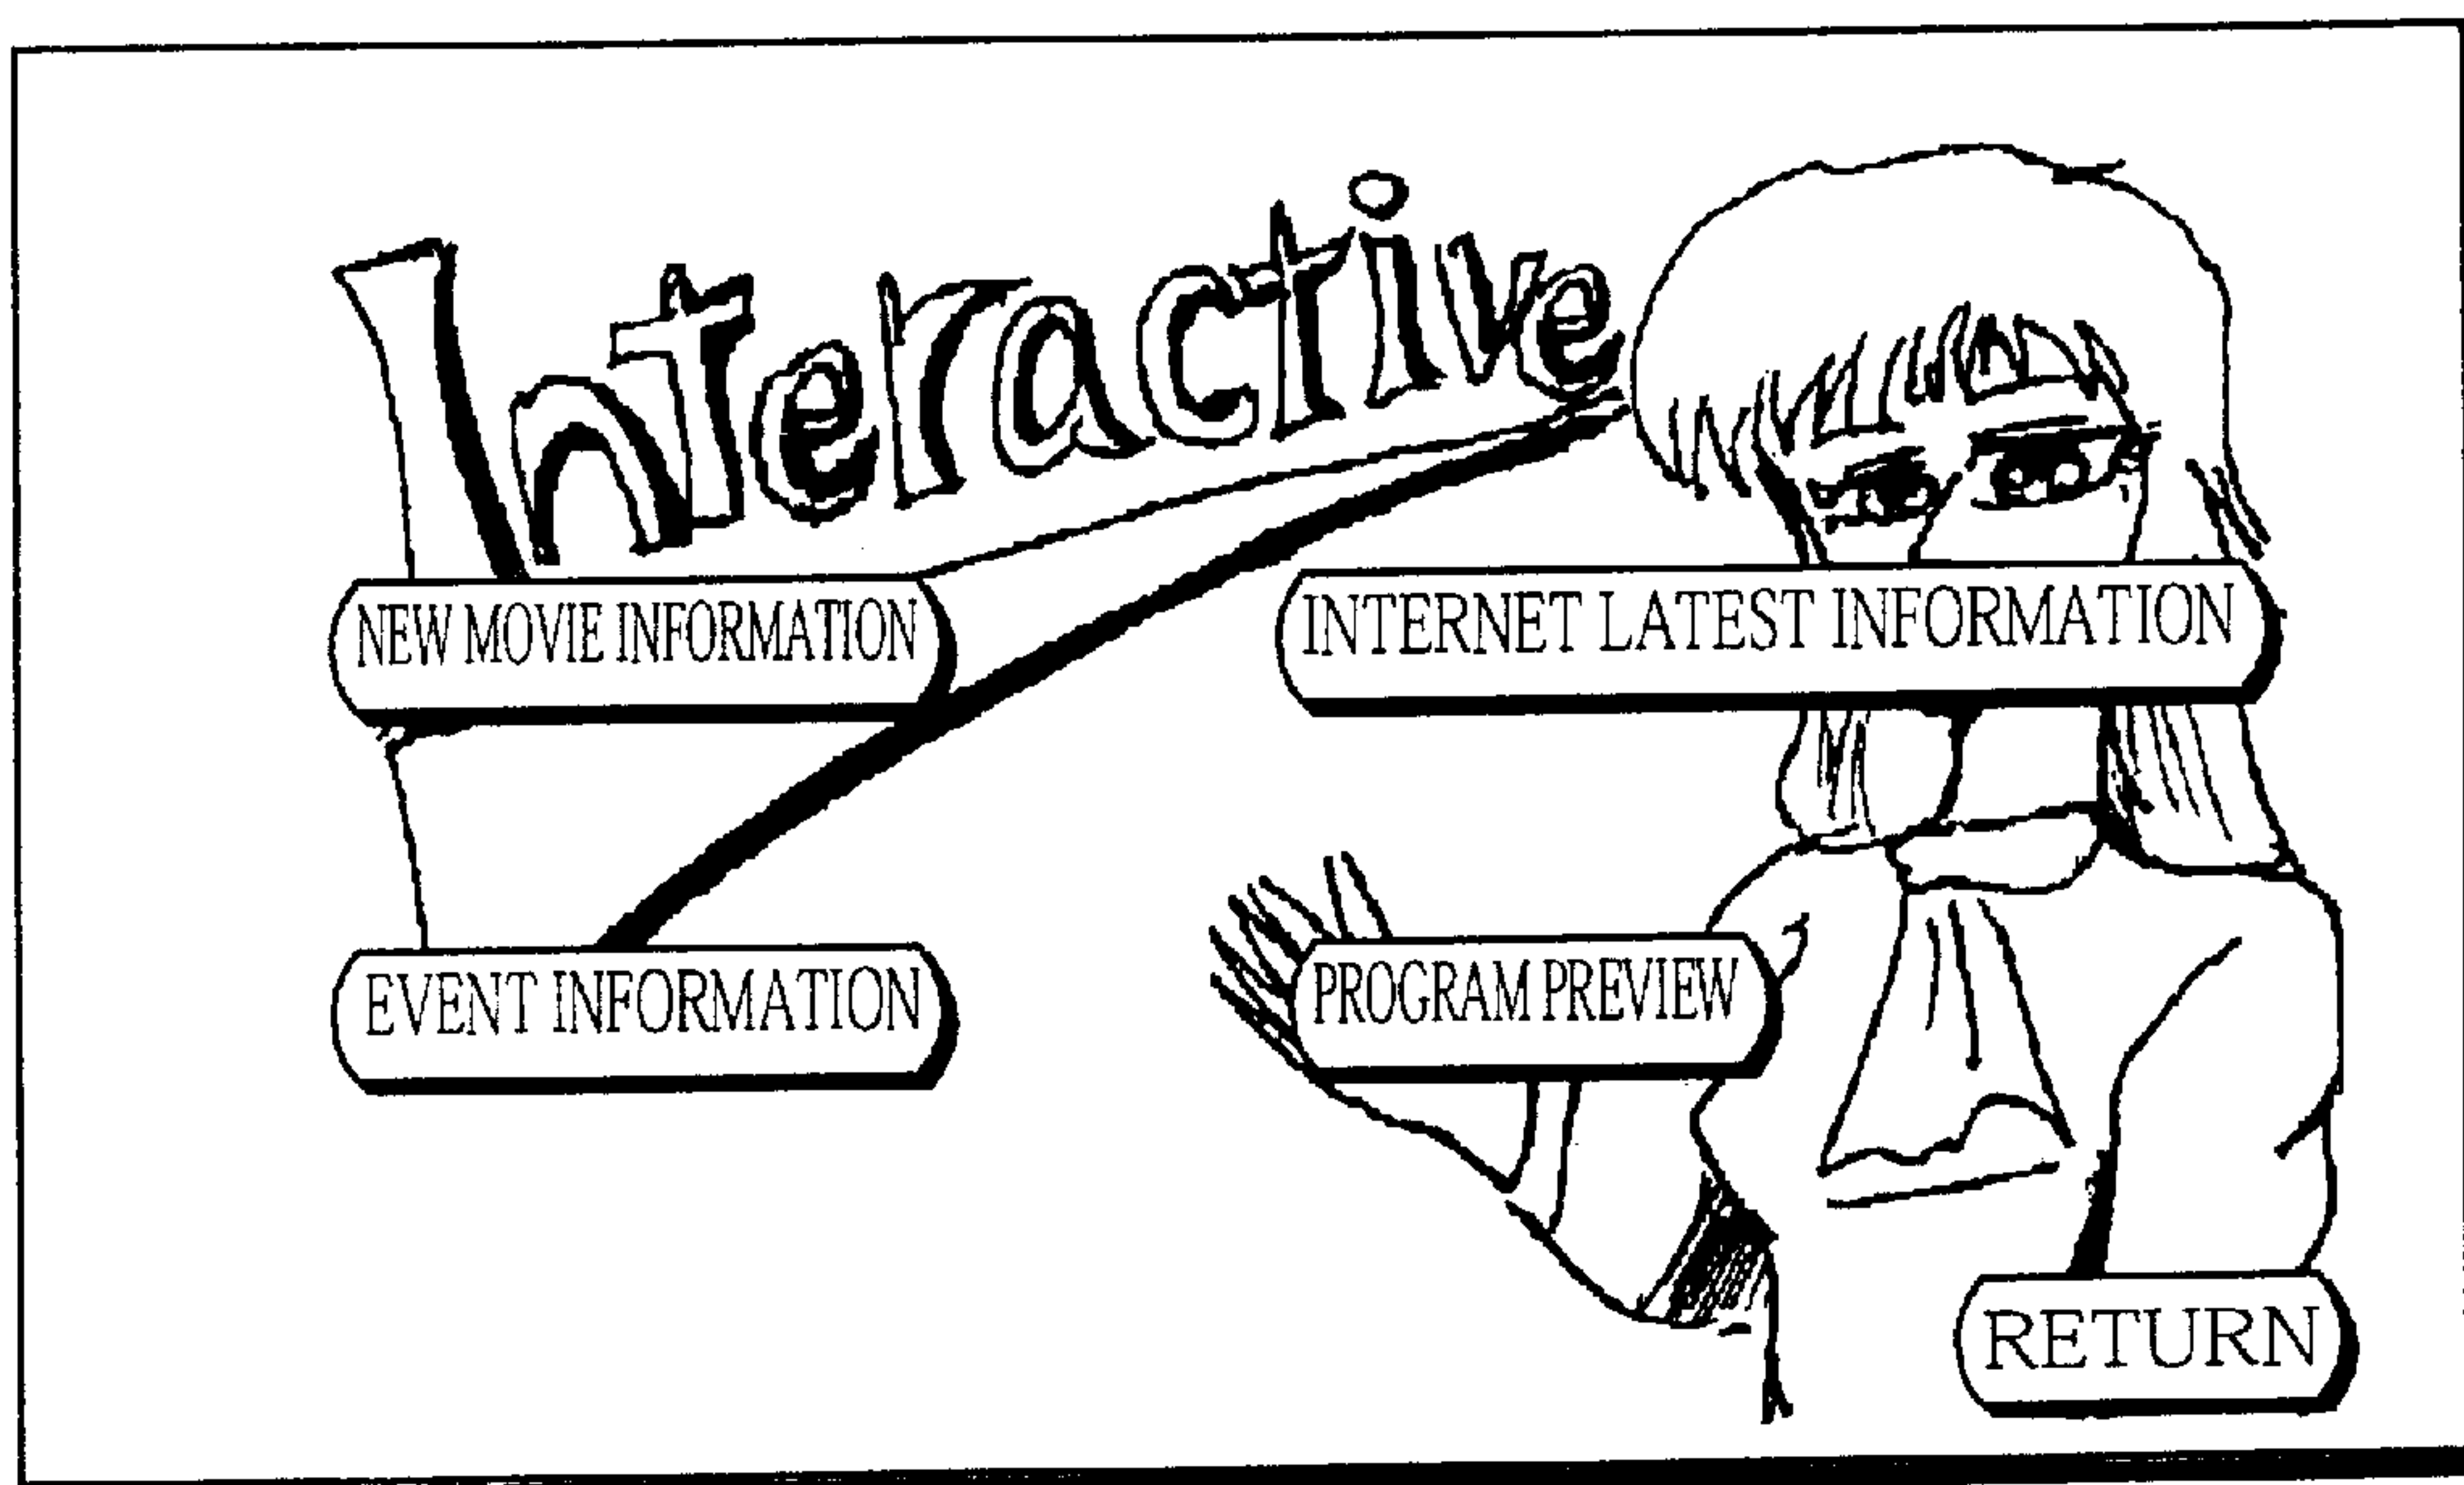 Interactive
NEW MOVIE INFORMATION
INTERNET LATEST INFORMATION
EVENT INFORMATION
PROGRAM PREVIEW
RETURN